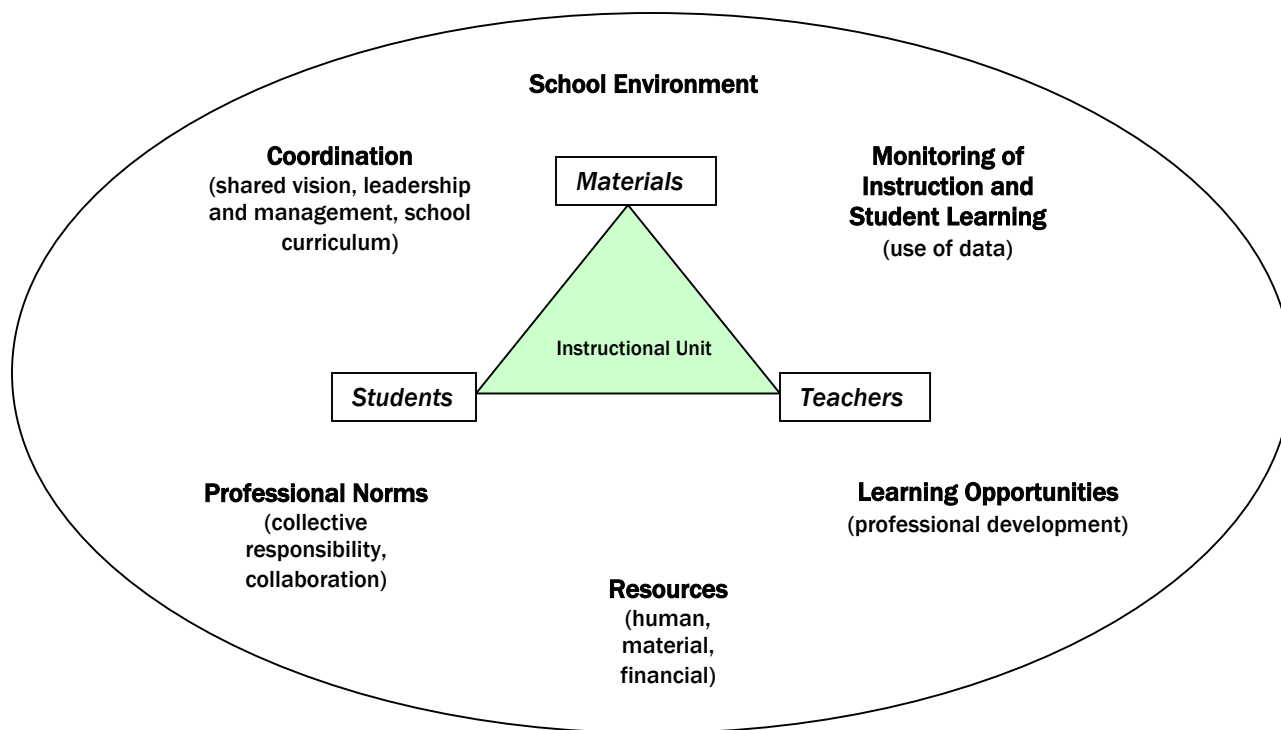 School Environment
Coordination
(shared vision, leadership
and management, school
curriculum)
Materials
Monitoring of
Instruction and
Student Learning
(use of data)
Instructional Unit
Students
Teachers
Professional Norms
(collective
responsibility,
collaboration)
Learning Opportunities
(professional development)
Resources
(human,
material,
financial)